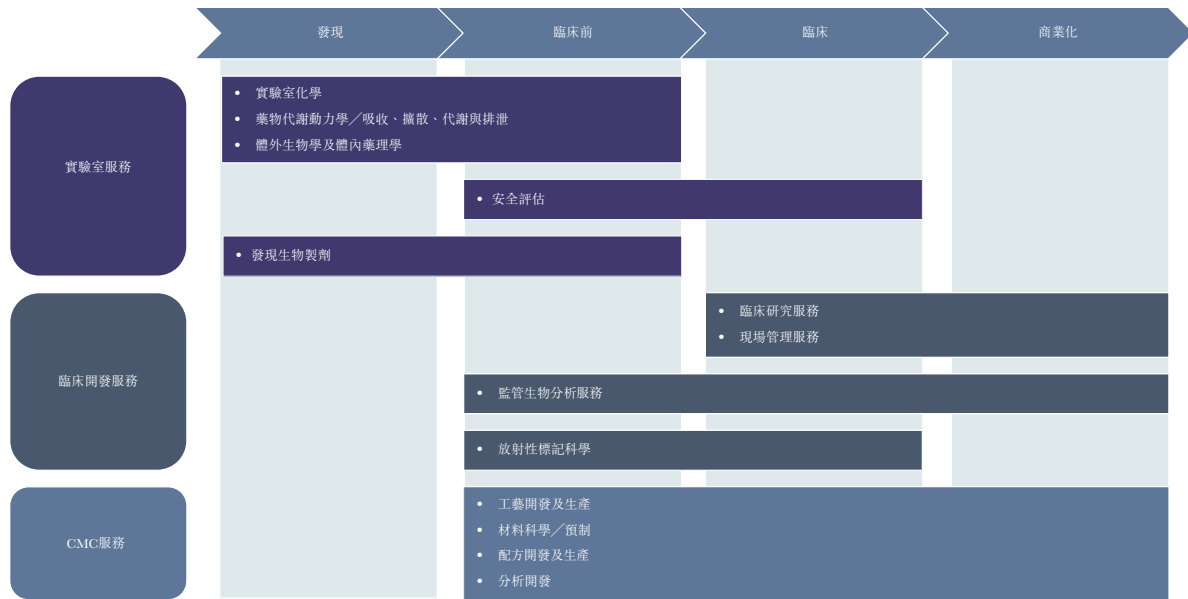 發現
臨床前
臨床
商業化
實驗室服務
• 實驗室化學
• 藥物代謝動力學／吸收、擴散、代謝與排泄
• 體外生物學及體內藥理學
• 安全評估
• 發現生物製劑
臨床開發服務
• 臨床研究服務
• 現場管理服務
• 監管生物分析服務
• 放射性標記科學
CMC服務
• 工藝開發及生產
• 材料科學／預制
• 配方開發及生產
• 分析開發